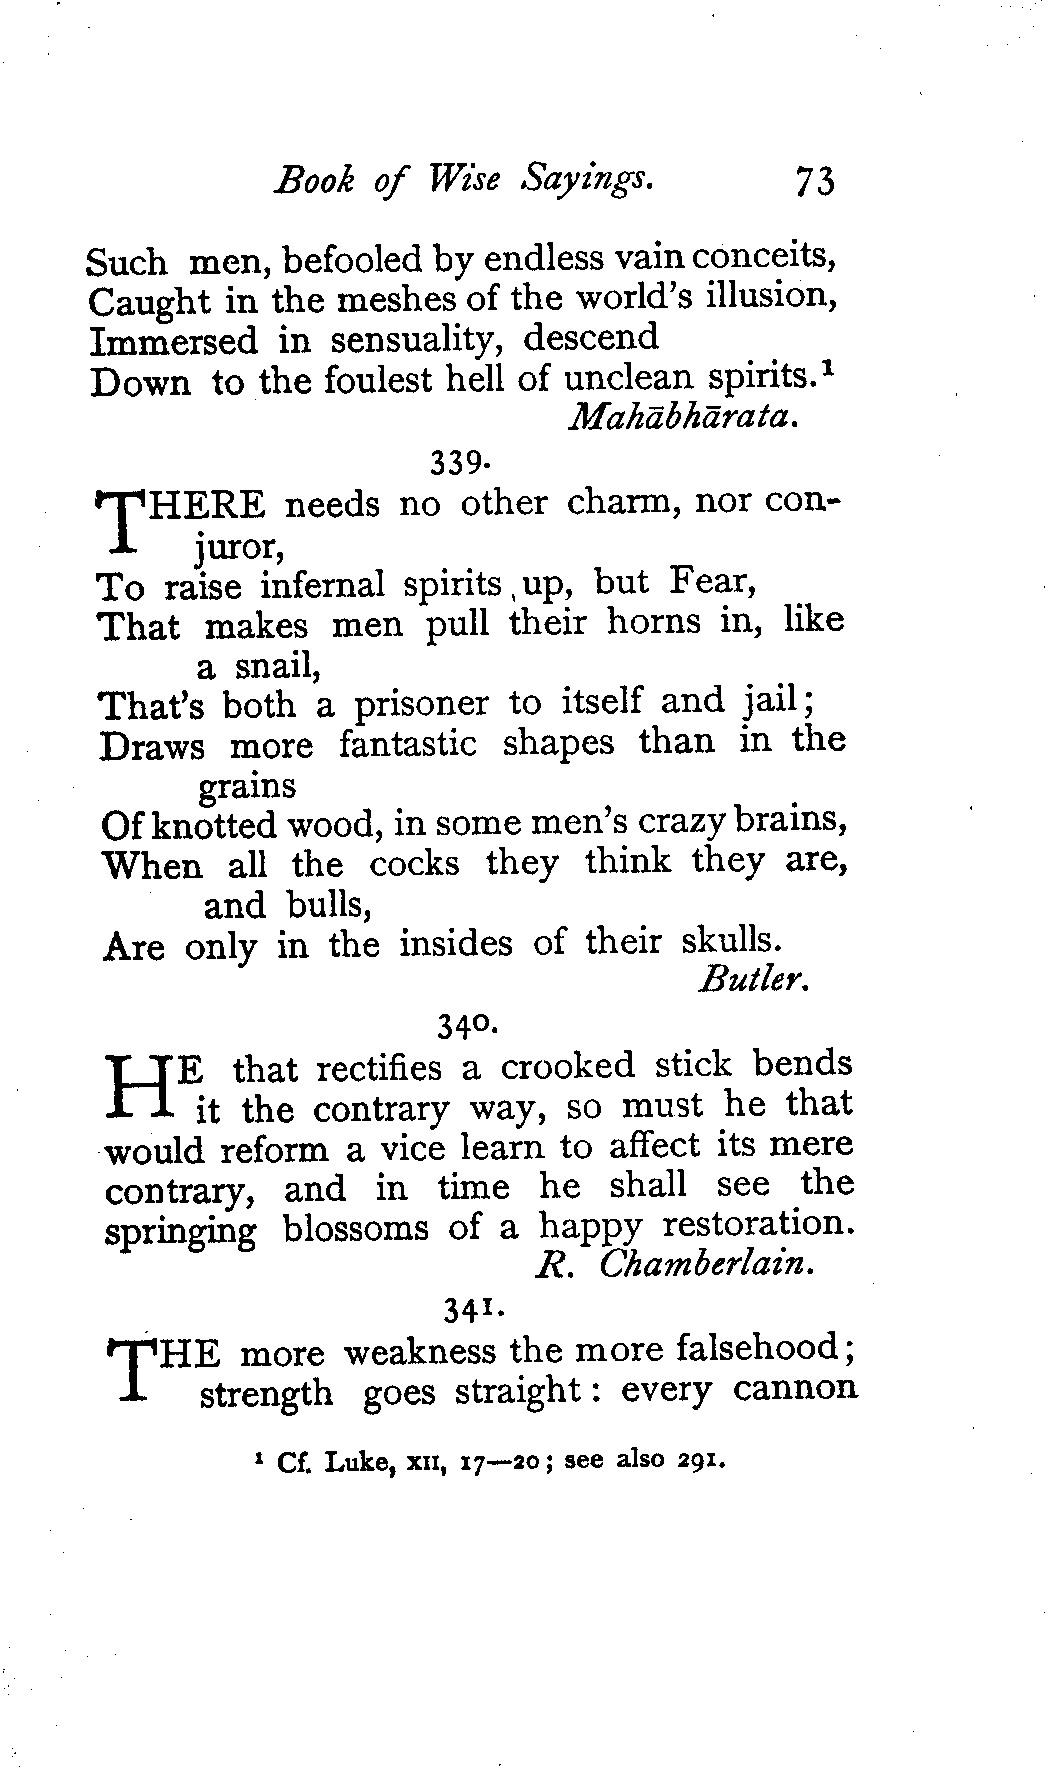 Book of Wise Sayings. 73
Such men, befooled by endless vain conceits,
Caught in the meshes of the world's illusion,
Immersed in sensuality, descend
Down to the foulest hell of unclean spirits.¹
Mahābhārata.
339.
THERE needs no other charm, nor con-
juror,
To raise infernal spirits up, but Fear,
That makes men pull their horns in, like
a snail,
That's both a prisoner to itself and jail;
Draws more fantastic shapes than in the
grains
Of knotted wood, in some men's crazy brains,
When all the cocks they think they are,
and bulls,
Are only in the insides of their skulls.
Butler.
340.
HE that rectifies a crooked stick bends
it the contrary way, so must he that
would reform a vice learn to affect its mere
contrary, and in time he shall see the
springing blossoms of a happy restoration.
R. Chamberlain.
341.
THE more weakness the more falsehood;
strength goes straight: every cannon
¹ Cf. Luke, XII, 17—20; see also 291.